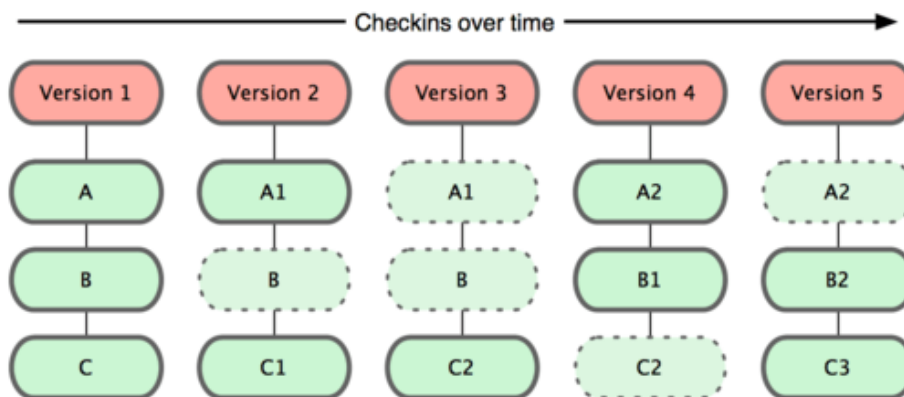 Checkins over time
Version 1 Version 2 Version 3 Version 4 Version 5
A A1 A1 A2 A2
B B B B1 B2
C C1 C2 C2 C3